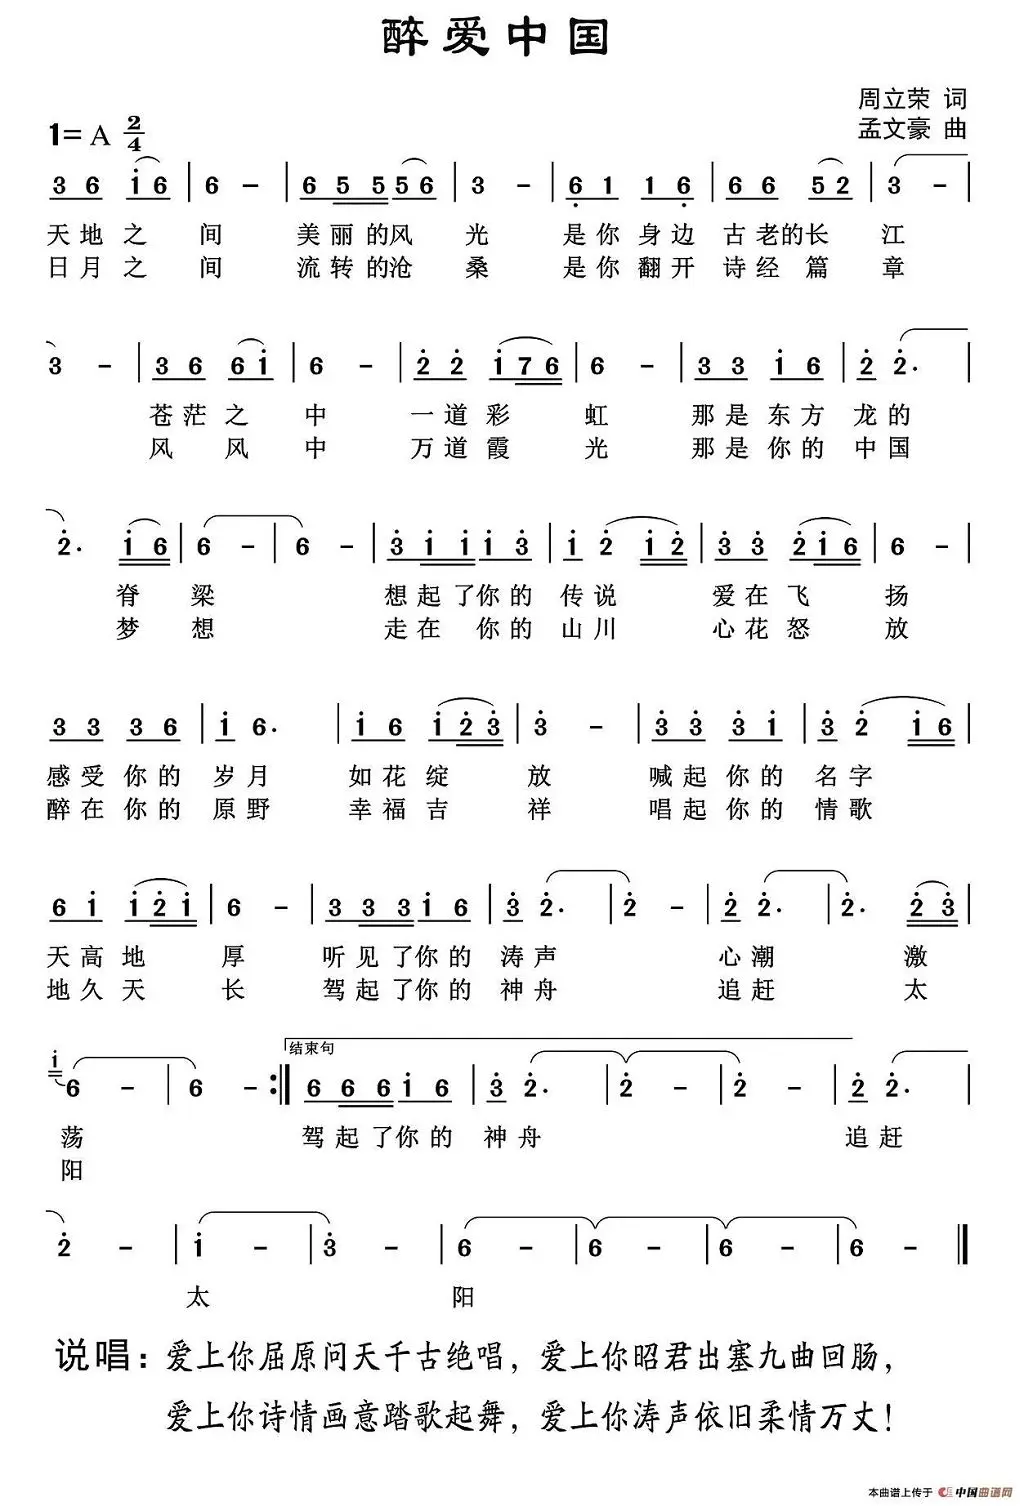 醉爱中国
周立荣 词
1=A 2/4
孟文豪 曲
3 6 i 6 | 6 - | 6 5 5 5 6 | 3 - | 6 1 1 6 | 6 6 5 2 | 3 - |
天地之 间 美丽的风 光 是你身边 古老的长 江
日月之 间 流转的沧 桑 是你翻开 诗经篇 章
3 - | 3 6 6 i | 6 - | 2 2 i 7 6 | 6 - | 3 3 i 6 | 2 2. |
苍茫之 中 一道彩 虹 那是东方 龙的
风 风 中 万道霞 光 那是你的 中国
2. i 6 | 6 - | 6 - | 3 i i i 3 | i 2 i 2 | 3 3 2 i 6 | 6 - |
脊 梁 想起了你的 传说 爱在飞 扬
梦 想 走在 你的 山川 心花怒 放
3 3 3 6 | i 6. | i 6 i 2 3 | 3 - | 3 3 3 i | 3 2 i 6 |
感受你的 岁月 如花绽 放 喊起你的 名字
醉在你的 原野 幸福吉 祥 唱起你的 情歌
6 i i 2 i | 6 - | 3 3 3 i 6 | 3 2. | 2 - | 2 2. | 2. 2 3 |
天高地 厚 听见了你的 涛声 心潮 激
地久天 长 驾起了你的 神舟 追赶 太
结束句
i 6 - | 6 - :| 6 6 6 i 6 | 3 2. | 2 - | 2 - | 2 2. |
荡 驾起了你的 神舟 追赶
阳
2 - | i - | 3 - | 6 - | 6 - | 6 - | 6 - ||
太 阳
说唱：爱上你屈原问天千古绝唱，爱上你昭君出塞九曲回肠，
爱上你诗情画意踏歌起舞，爱上你涛声依旧柔情万丈！
本曲谱上传于 中国曲谱网